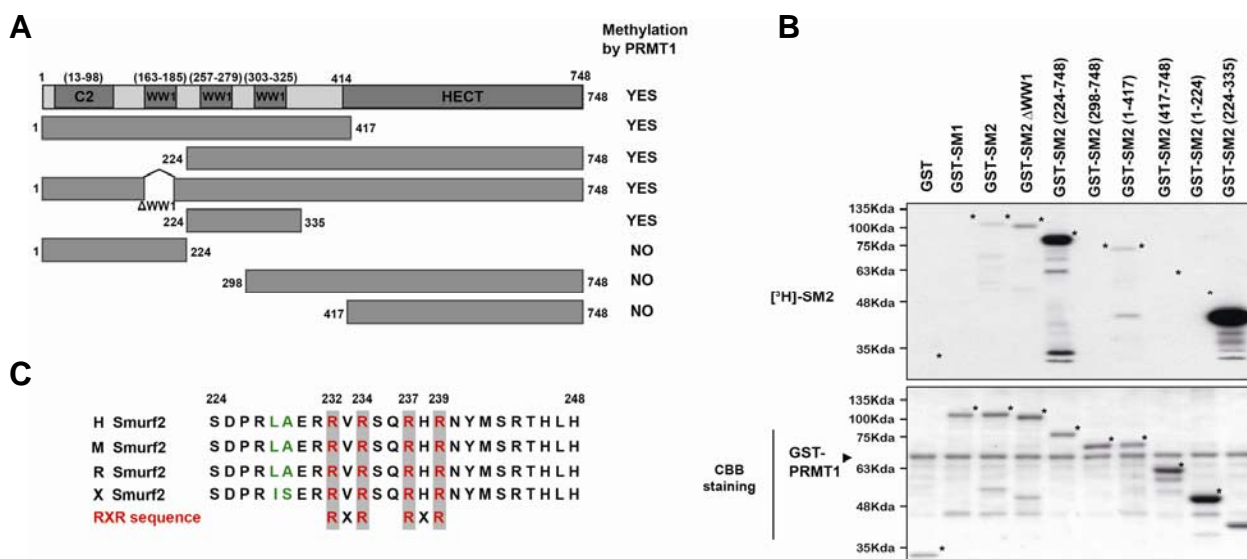 A
Methylation
by PRMT1
1 (13-98) (163-185) (257-279) (303-325) 414 748
C2 WW1 WW1 WW1 HECT 748 YES
1 417 YES
224 748 YES
1 748 YES
ΔWW1
224 335 YES
1 224 NO
298 748 NO
417 748 NO
B
GST
GST-SM1
GST-SM2
GST-SM2 ΔWW1
GST-SM2 (224-748)
GST-SM2 (298-748)
GST-SM2 (1-417)
GST-SM2 (417-748)
GST-SM2 (1-224)
GST-SM2 (224-335)
135Kda
100Kda
75Kda
63Kda
48Kda
35Kda
[³H]-SM2
135Kda
100Kda
75Kda
63Kda
48Kda
35Kda
CBB
staining
GST-
PRMT1
C
224 232 234 237 239 248
H Smurf2 S D P R L A E R R V R S Q R H R N Y M S R T H L H
M Smurf2 S D P R L A E R R V R S Q R H R N Y M S R T H L H
R Smurf2 S D P R L A E R R V R S Q R H R N Y M S R T H L H
X Smurf2 S D P R I S E R R V R S Q R H R N Y M S R T H L H
RXR sequence R X R R X R